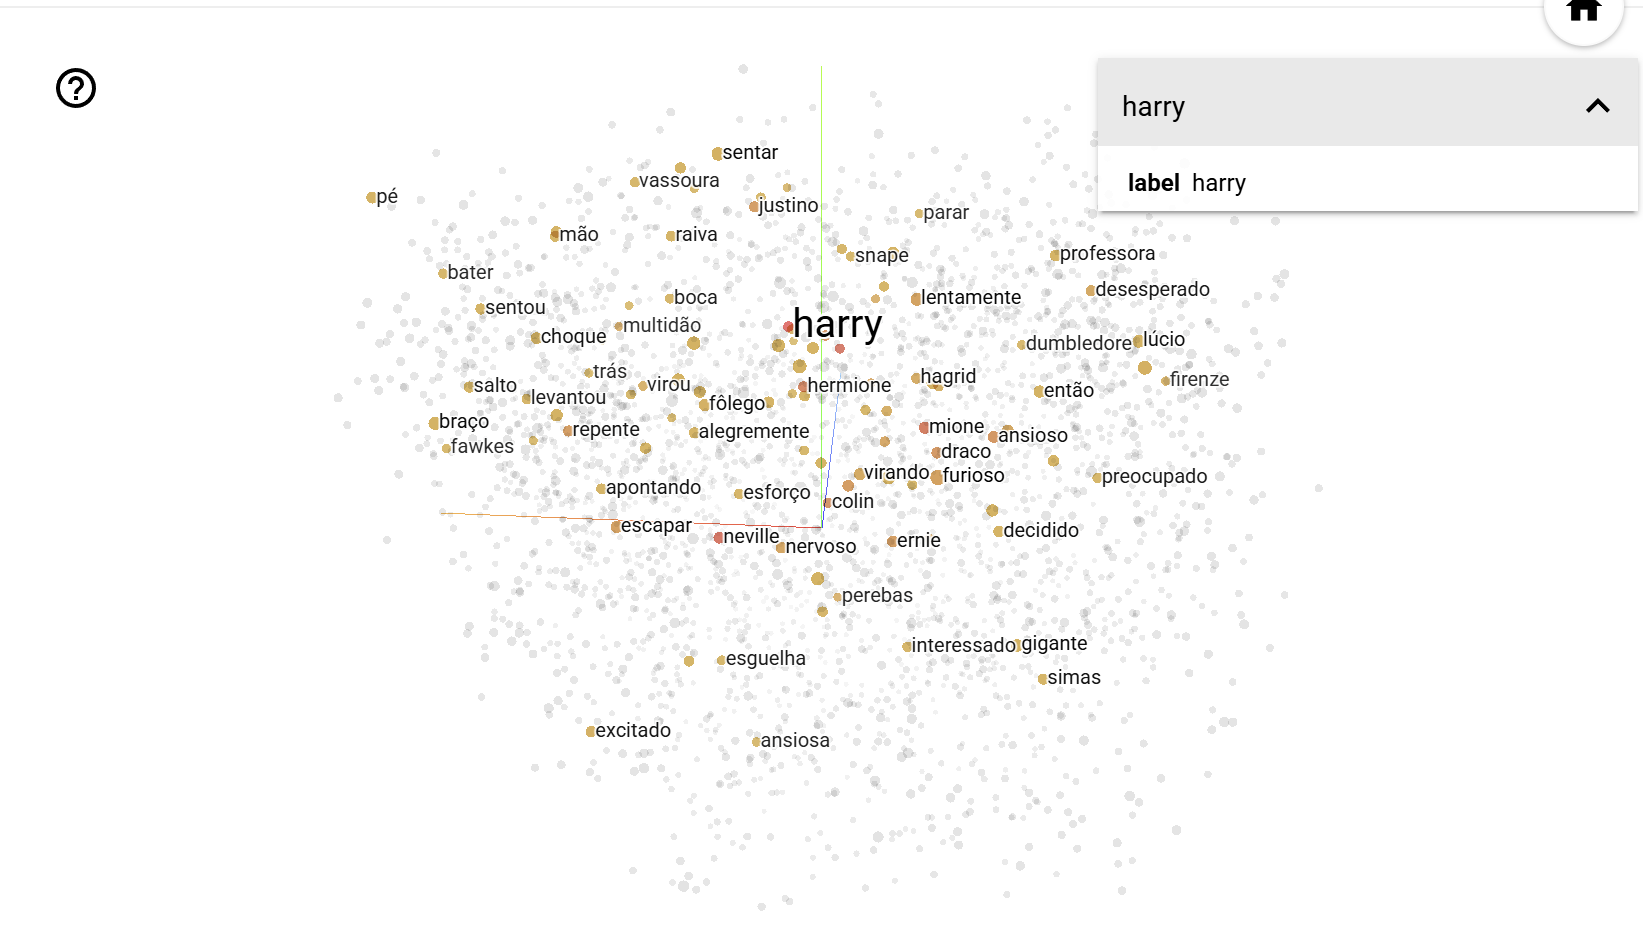 harry
label harry
sentar
vassoura
pé
justino
parar
mão
raiva
snape
professora
bater
desesperado
boca
lentamente
sentou
harry
multidão
choque
dumbledore
lúcio
trás
hagrid
firenze
salto
virou
hermione
então
levantou
fôlego
braço
repente
alegremente
mione
ansioso
fawkes
draco
virando
furioso
preocupado
apontando
esforço
colin
escapar
decidido
neville
nervoso
ernie
perebas
interessado
gigante
esguelha
simas
excitado
ansiosa